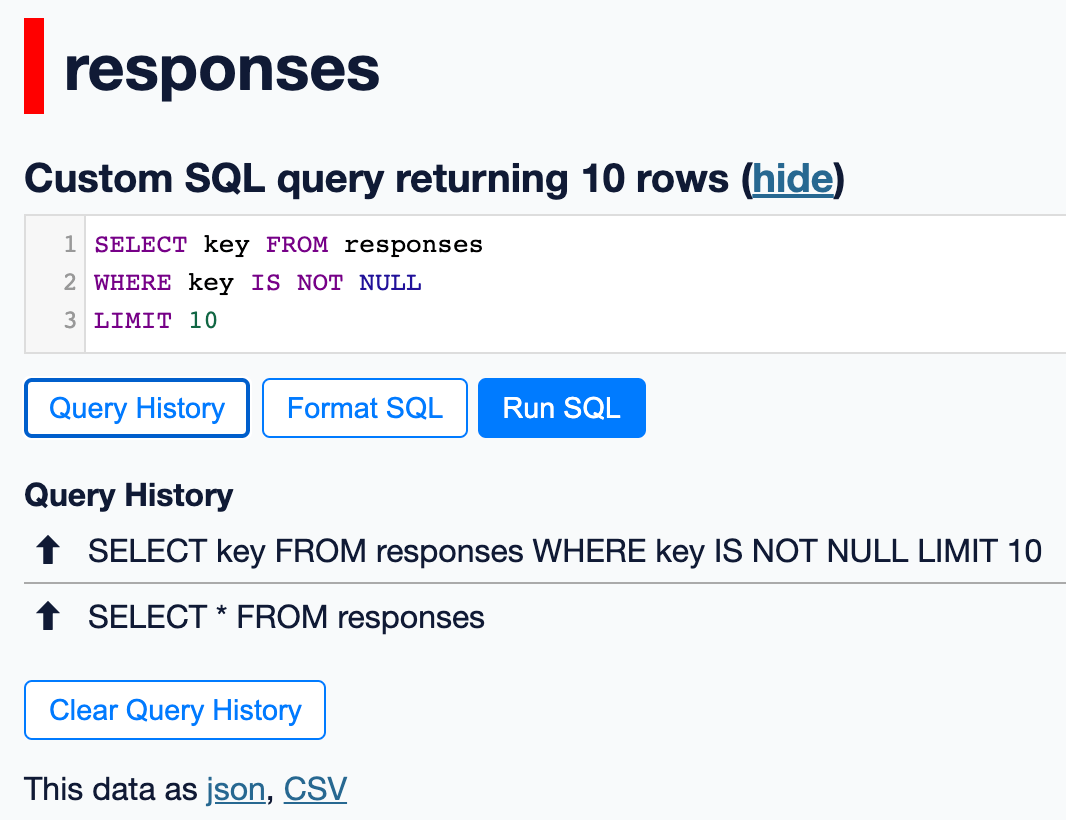 responses
Custom SQL query returning 10 rows (hide)
1 SELECT key FROM responses
2 WHERE key IS NOT NULL
3 LIMIT 10
Query History Format SQL Run SQL
Query History
⬆ SELECT key FROM responses WHERE key IS NOT NULL LIMIT 10
⬆ SELECT * FROM responses
Clear Query History
This data as json, CSV